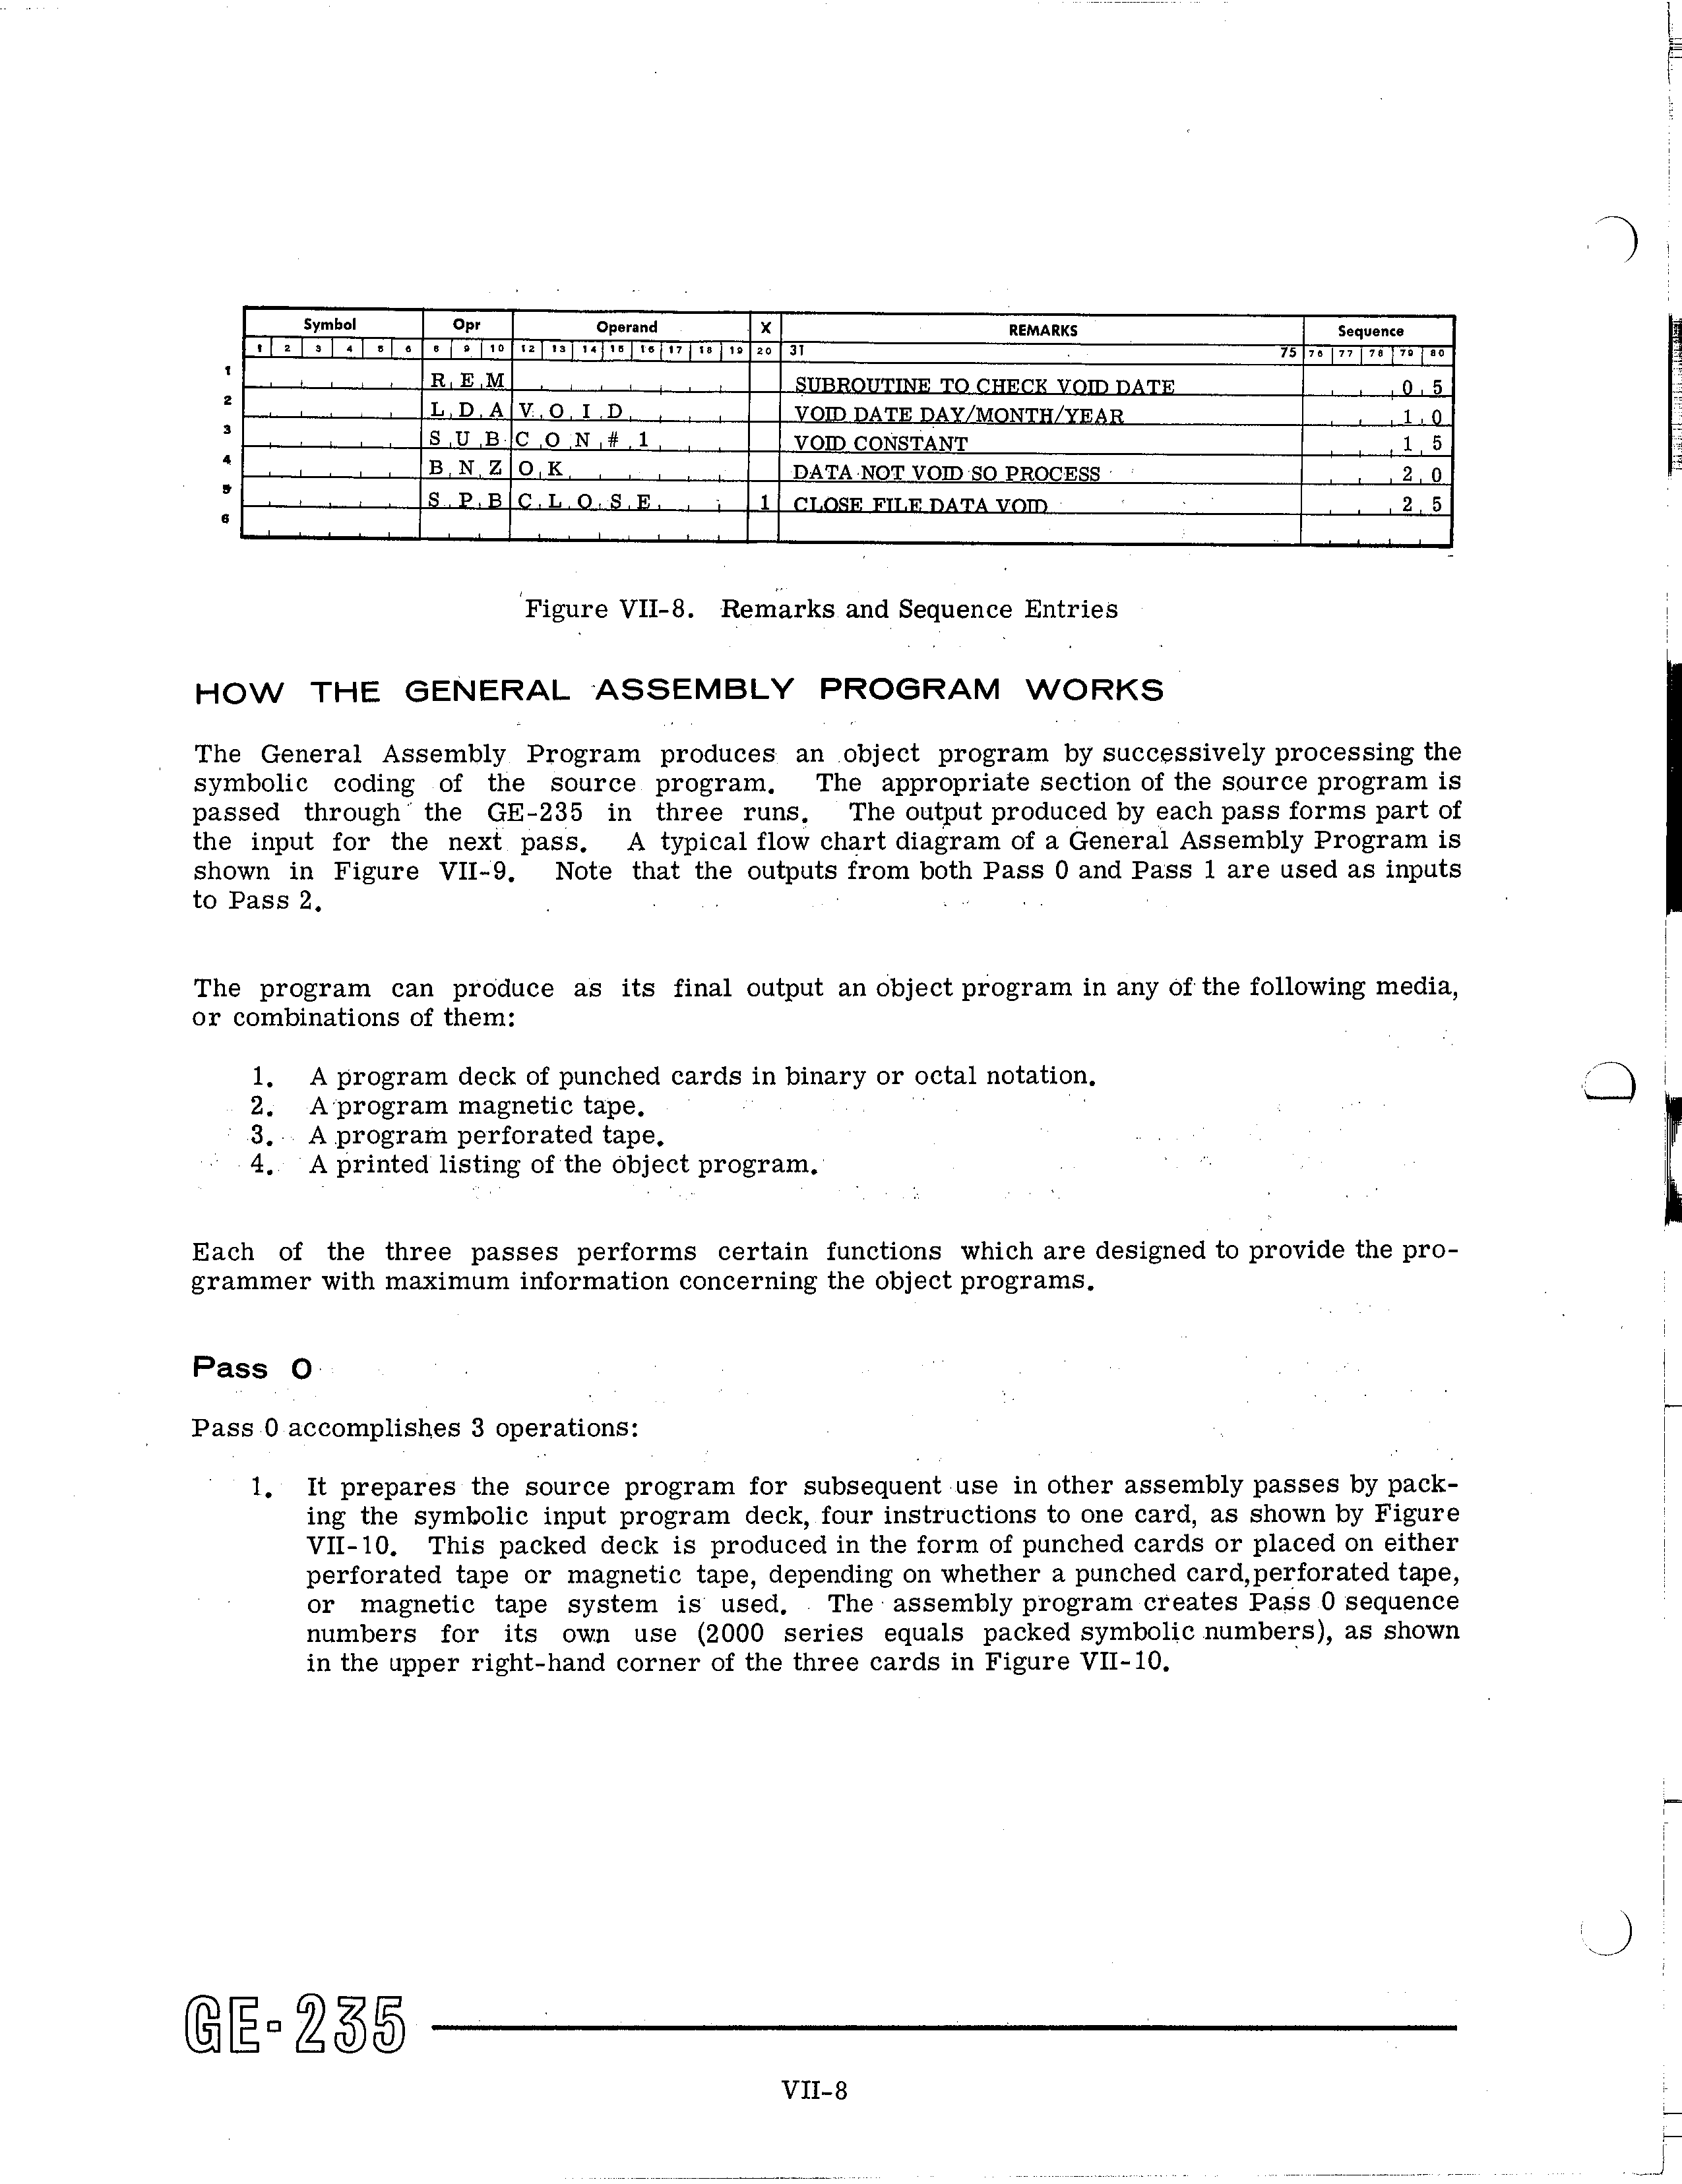 Symbol Opr Operand X REMARKS Sequence
1 2 3 4 5 6 8 9 10 12 13 14 15 16 17 18 19 20 31 75 76 77 78 79 80
1 REM SUBROUTINE TO CHECK VOID DATE 05
2 LDA VOID VOID DATE DAY/MONTH/YEAR 10
3 SUB CON#1 VOID CONSTANT 15
4 BNZ OK DATA NOT VOID SO PROCESS 20
5 SPB CLOSE 1 CLOSE FILE DATA VOID 25
6
Figure VII-8. Remarks and Sequence Entries
HOW THE GENERAL ASSEMBLY PROGRAM WORKS
The General Assembly Program produces an object program by successively processing the
symbolic coding of the source program. The appropriate section of the source program is
passed through the GE-235 in three runs. The output produced by each pass forms part of
the input for the next pass. A typical flow chart diagram of a General Assembly Program is
shown in Figure VII-9. Note that the outputs from both Pass 0 and Pass 1 are used as inputs
to Pass 2.
The program can produce as its final output an object program in any of the following media,
or combinations of them:
1. A program deck of punched cards in binary or octal notation.
2. A program magnetic tape.
3. A program perforated tape.
4. A printed listing of the object program.
Each of the three passes performs certain functions which are designed to provide the pro-
grammer with maximum information concerning the object programs.
Pass 0
Pass 0 accomplishes 3 operations:
1. It prepares the source program for subsequent use in other assembly passes by pack-
ing the symbolic input program deck, four instructions to one card, as shown by Figure
VII-10. This packed deck is produced in the form of punched cards or placed on either
perforated tape or magnetic tape, depending on whether a punched card, perforated tape,
or magnetic tape system is used. The assembly program creates Pass 0 sequence
numbers for its own use (2000 series equals packed symbolic numbers), as shown
in the upper right-hand corner of the three cards in Figure VII-10.
GE-235
VII-8